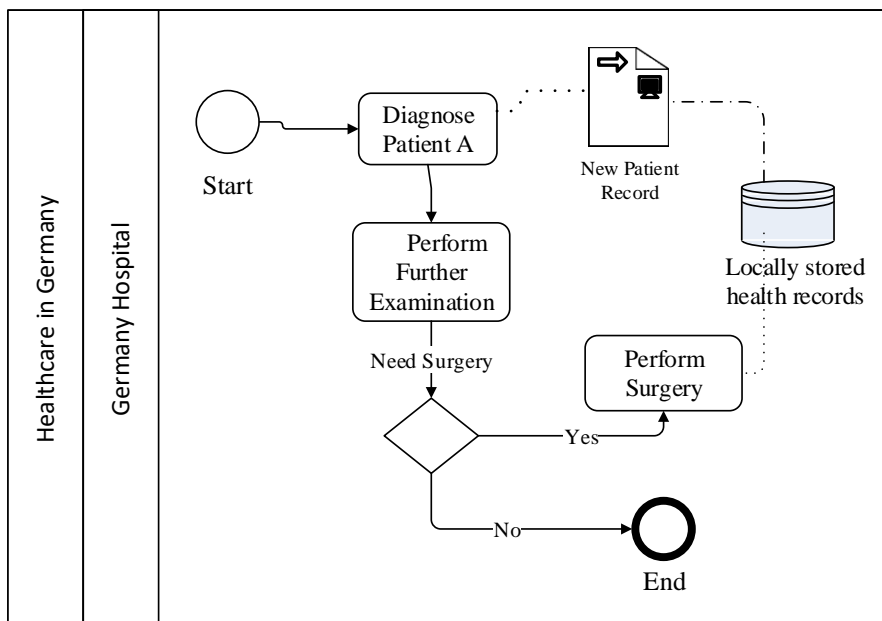 Healthcare in Germany
Germany Hospital
Start
Diagnose
Patient A
New Patient
Record
Locally stored
health records
Perform
Further
Examination
Need Surgery
Perform
Surgery
Yes
No
End